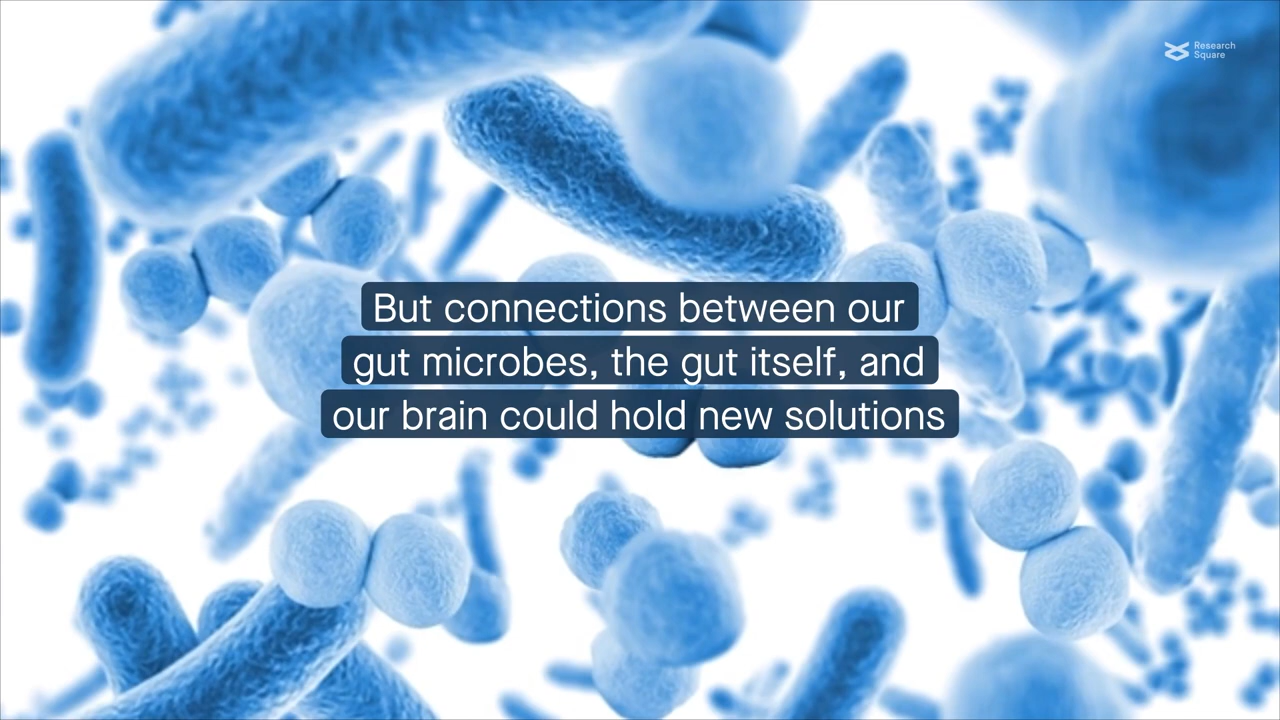 Research
Square
But connections between our
gut microbes, the gut itself, and
our brain could hold new solutions